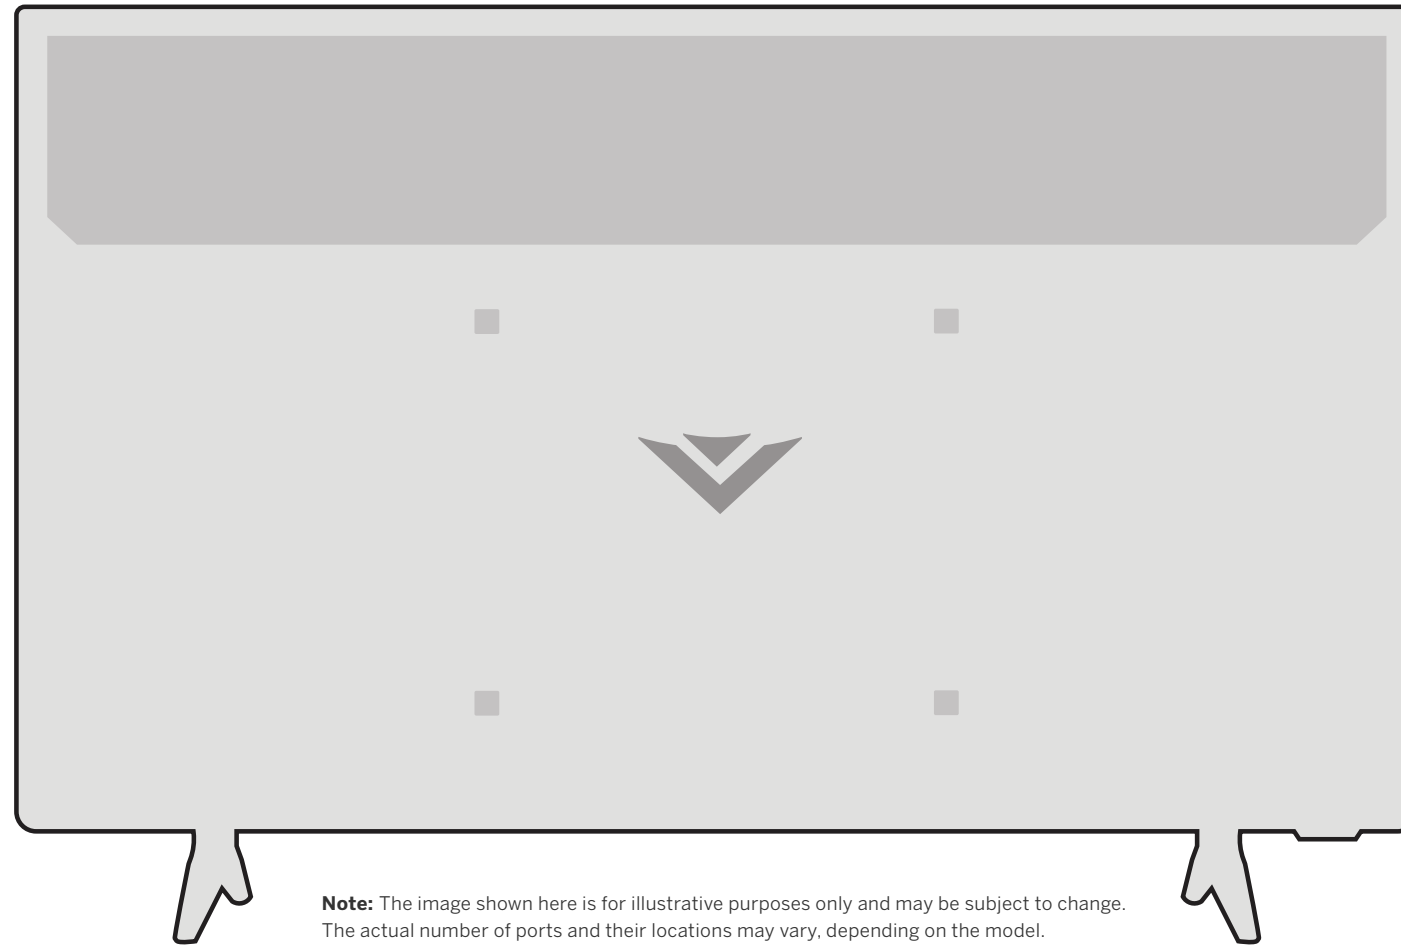 Note: The image shown here is for illustrative purposes only and may be subject to change.
The actual number of ports and their locations may vary, depending on the model.